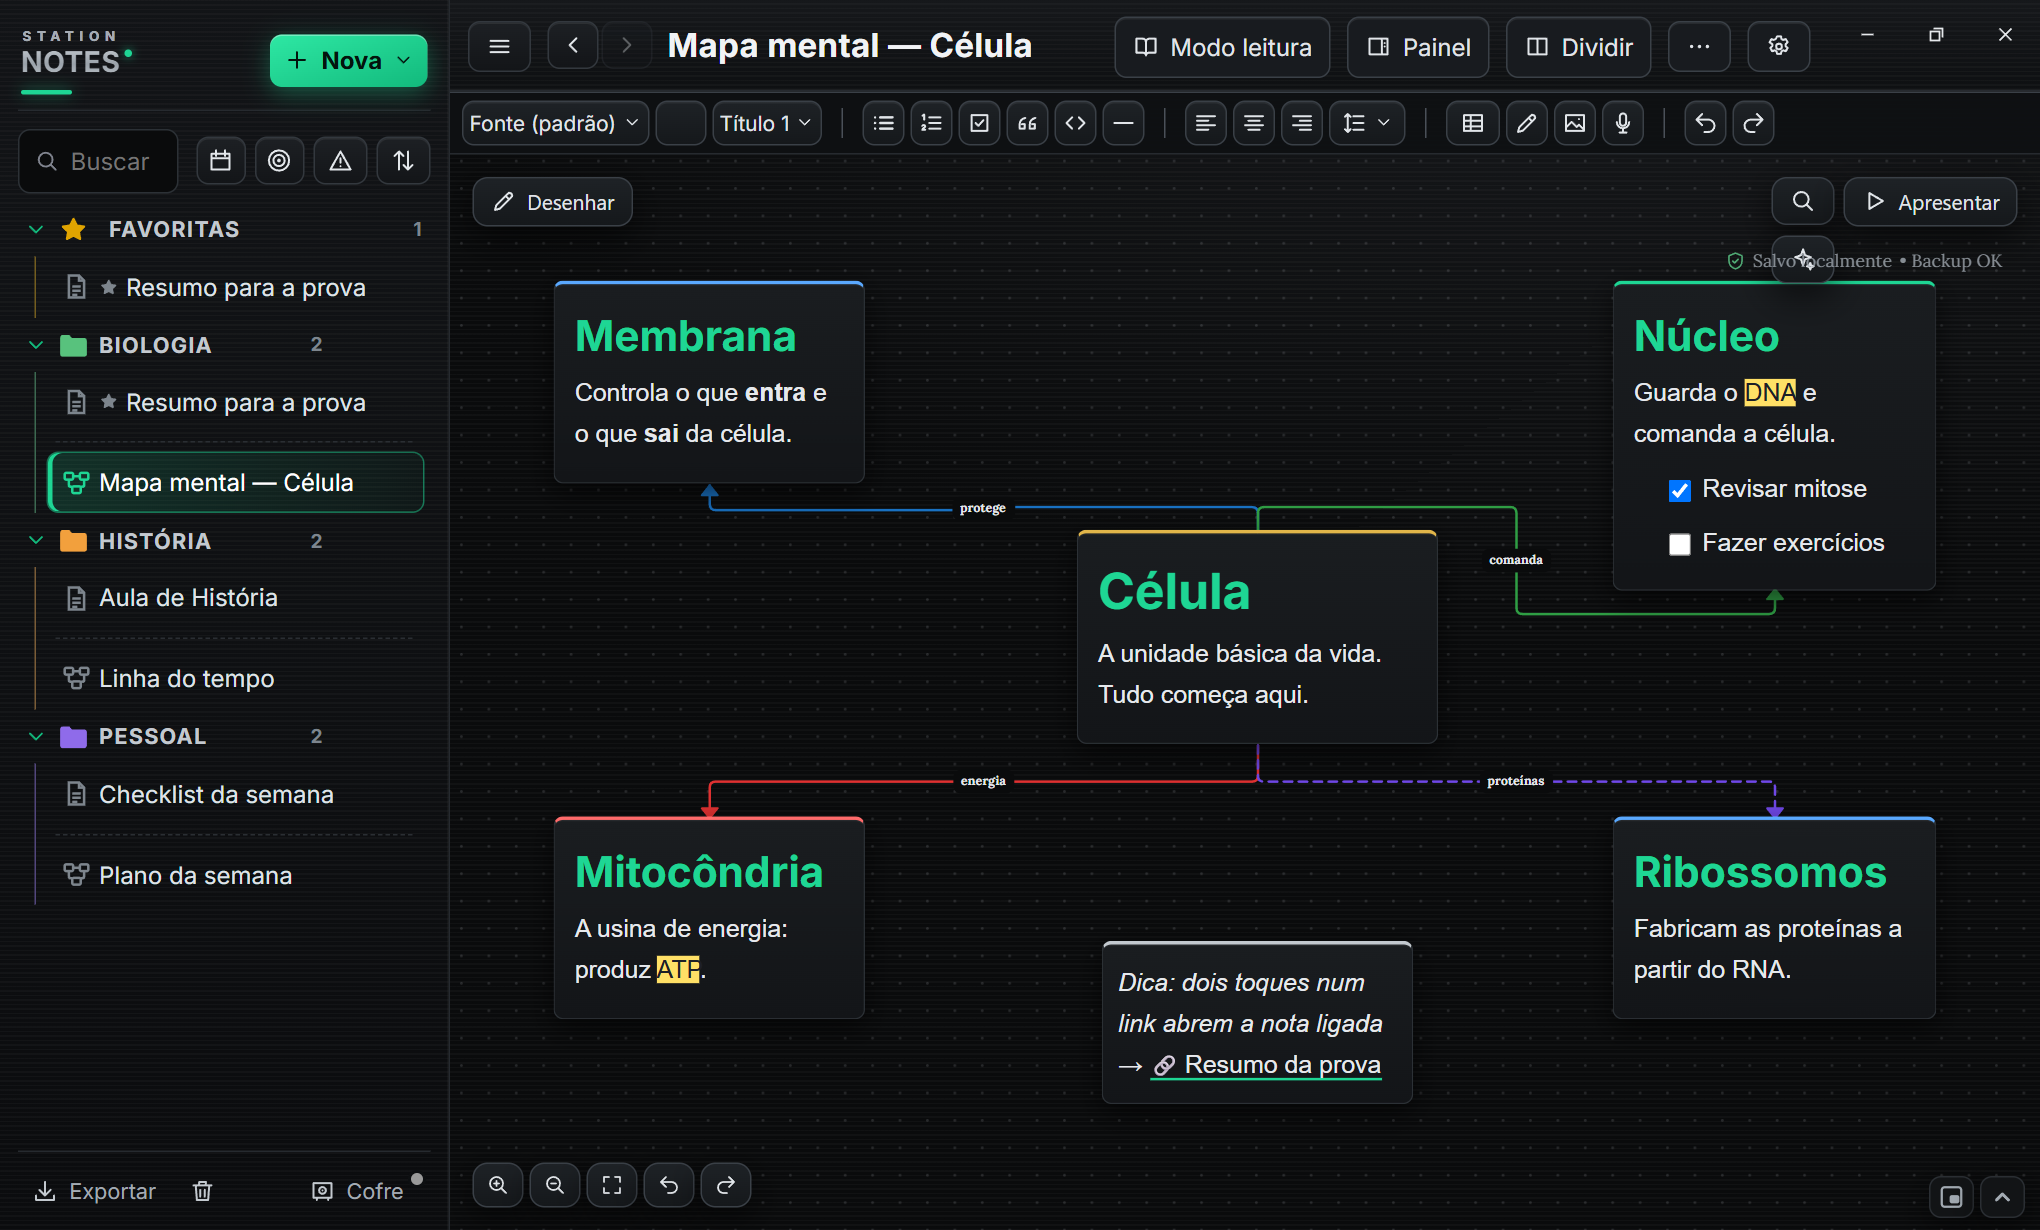 STATION
NOTES
Nova
Mapa mental — Célula
Modo leitura
Painel
Dividir
Fonte (padrão)
Título 1
Buscar
Desenhar
Apresentar
Salvo localmente • Backup OK
FAVORITAS 1
Resumo para a prova
BIOLOGIA 2
Resumo para a prova
Mapa mental — Célula
HISTÓRIA 2
Aula de História
Linha do tempo
PESSOAL 2
Checklist da semana
Plano da semana
Exportar
Cofre
Membrana
Controla o que entra e
o que sai da célula.
Núcleo
Guarda o DNA e
comanda a célula.
Revisar mitose
Fazer exercícios
protege
comanda
Célula
A unidade básica da vida.
Tudo começa aqui.
energia
proteínas
Mitocôndria
A usina de energia:
produz ATP.
Dica: dois toques num
link abrem a nota ligada
→ Resumo da prova
Ribossomos
Fabricam as proteínas a
partir do RNA.